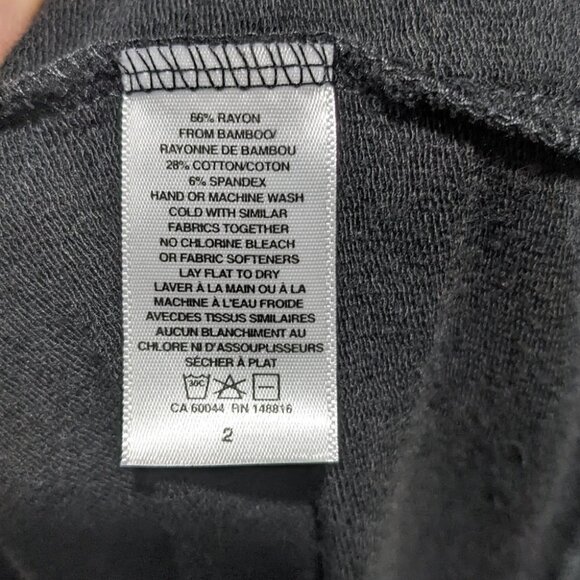 66% RAYON
FROM BAMBOO/
RAYONNE DE BAMBOU
28% COTTON/COTON
6% SPANDEX
HAND OR MACHINE WASH
COLD WITH SIMILAR
FABRICS TOGETHER
NO CHLORINE BLEACH
OR FABRIC SOFTENERS
LAY FLAT TO DRY
LAVER À LA MAIN OU À LA
MACHINE À L'EAU FROIDE
AVECDES TISSUS SIMILAIRES
AUCUN BLANCHIMENT AU
CHLORE NI D'ASSOUPLISSEURS
SÉCHER À PLAT
30C
CA 60044 RN 148816
2